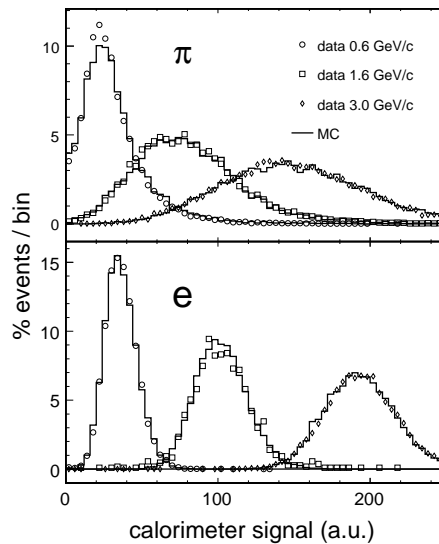 π
data 0.6 GeV/c
data 1.6 GeV/c
data 3.0 GeV/c
MC
10
5
0
% events / bin
e
15
10
5
0
0
100
200
calorimeter signal (a.u.)